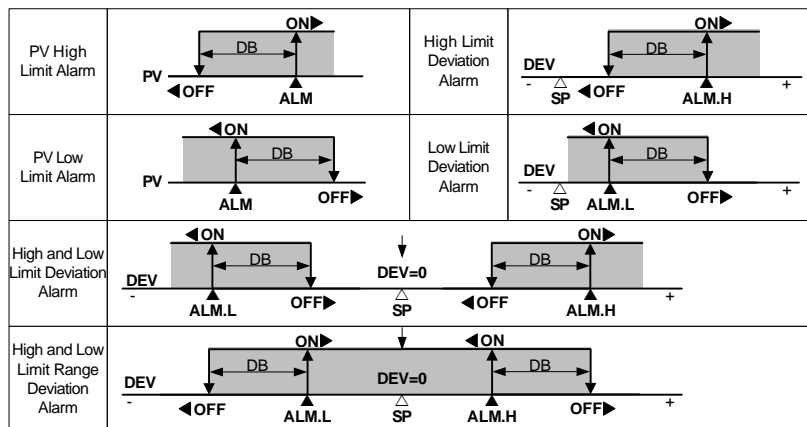 PV High
Limit Alarm
ON
DB
PV
OFF
ALM
High Limit
Deviation
Alarm
ON
DB
DEV
-
SP
OFF
ALM.H
+
PV Low
Limit Alarm
ON
DB
PV
ALM
OFF
Low Limit
Deviation
Alarm
ON
DB
DEV
-
SP
ALM.L
OFF
+
High and Low
Limit Deviation
Alarm
ON
DB
DEV
-
ALM.L
OFF
DEV=0
SP
ON
DB
OFF
ALM.H
+
High and Low
Limit Range
Deviation
Alarm
ON
ON
DB
DEV=0
DB
DEV
-
OFF
ALM.L
SP
ALM.H
OFF
+